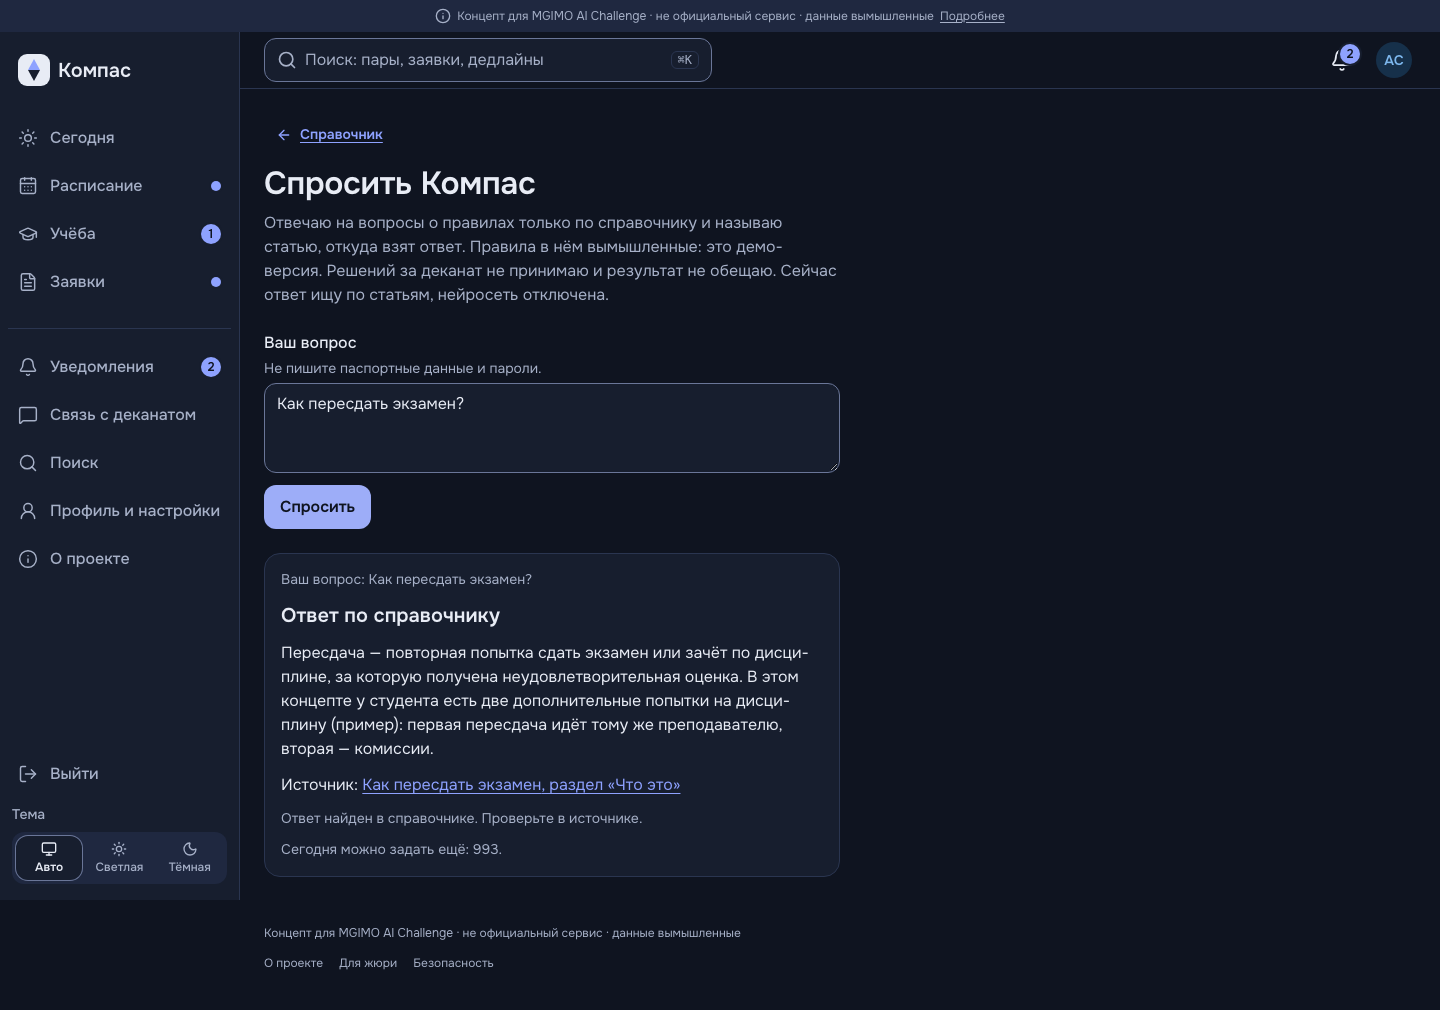 Концепт для MGIMO AI Challenge · не официальный сервис · данные вымышленные Подробнее
Компас
Поиск: пары, заявки, дедлайны
⌘K
2
АС
Сегодня
Расписание
Учёба
1
Заявки
Уведомления
2
Связь с деканатом
Поиск
Профиль и настройки
О проекте
Выйти
Тема
Авто
Светлая
Тёмная
Справочник
Спросить Компас
Отвечаю на вопросы о правилах только по справочнику и называю
статью, откуда взят ответ. Правила в нём вымышленные: это демо-
версия. Решений за деканат не принимаю и результат не обещаю. Сейчас
ответ ищу по статьям, нейросеть отключена.
Ваш вопрос
Не пишите паспортные данные и пароли.
Как пересдать экзамен?
Спросить
Ваш вопрос: Как пересдать экзамен?
Ответ по справочнику
Пересдача — повторная попытка сдать экзамен или зачёт по дисци-
плине, за которую получена неудовлетворительная оценка. В этом
концепте у студента есть две дополнительные попытки на дисци-
плину (пример): первая пересдача идёт тому же преподавателю,
вторая — комиссии.
Источник: Как пересдать экзамен, раздел «Что это»
Ответ найден в справочнике. Проверьте в источнике.
Сегодня можно задать ещё: 993.
Концепт для MGIMO AI Challenge · не официальный сервис · данные вымышленные
О проекте Для жюри Безопасность